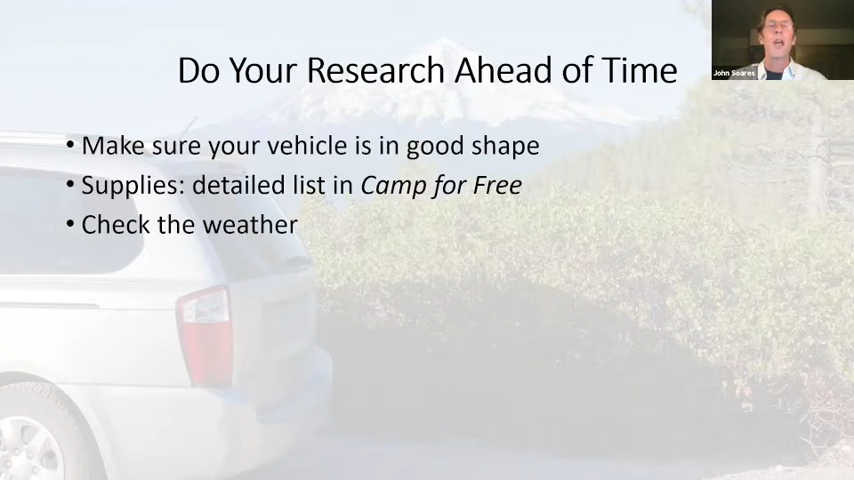 Do Your Research Ahead of Time
• Make sure your vehicle is in good shape
• Supplies: detailed list in Camp for Free
• Check the weather
John Soares